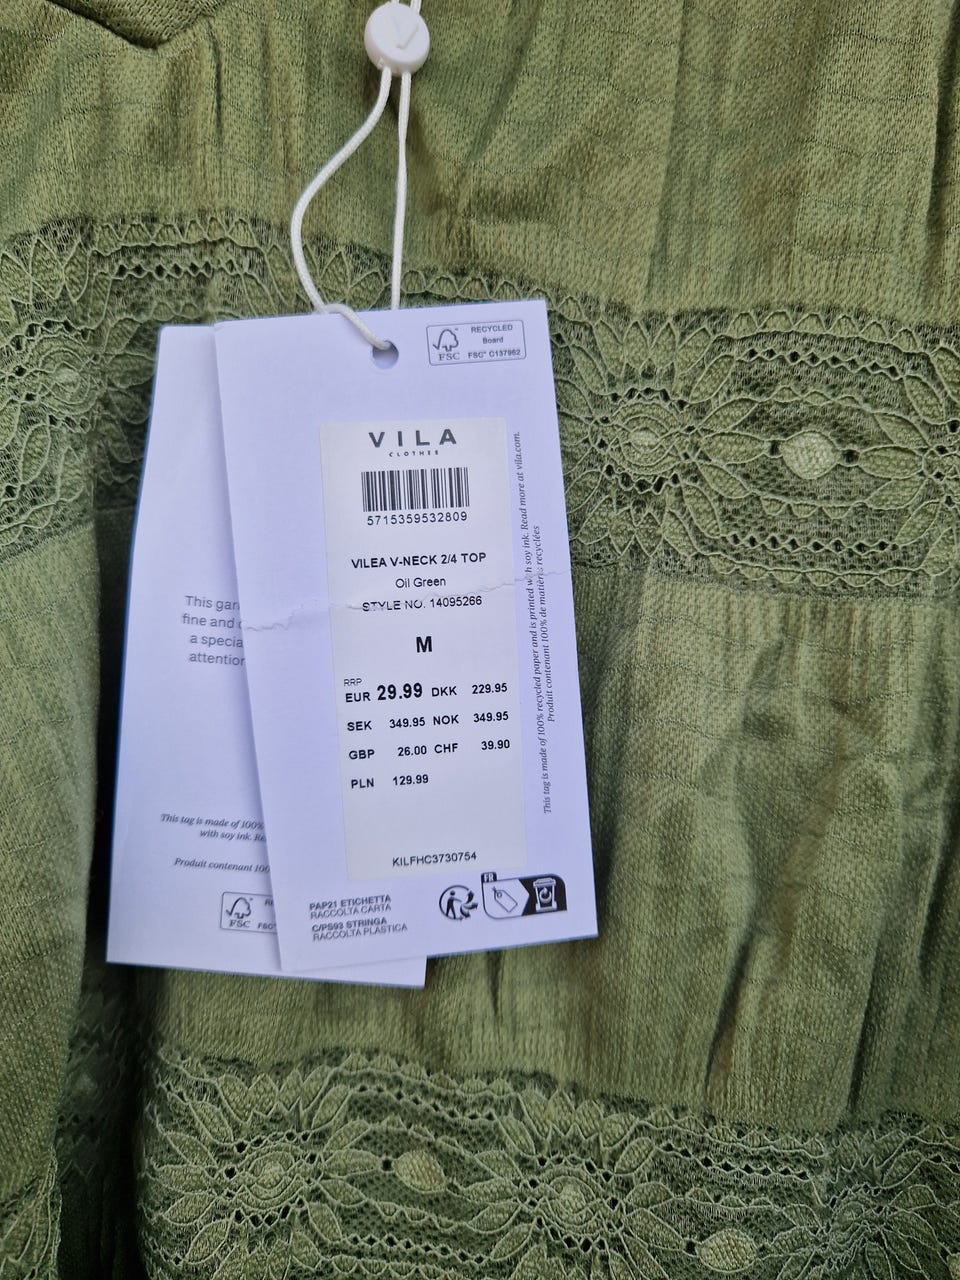 RECYCLED
Board
FSC
FSC® C137962
VILA
CLOTHES
5715359532809
VILEA V-NECK 2/4 TOP
Oil Green
STYLE NO. 14095266
M
RRP
EUR 29.99 DKK 229.95
SEK 349.95 NOK 349.95
GBP 26.00 CHF 39.90
PLN 129.99
KILFHC3730754
This tag is made of 100% recycled paper and is printed with soy ink. Read more at vila.com.
Produit contenant 100% de matières recyclées
PAP21 ETICHETTA
RACCOLTA CARTA
C/PS93 STRINGA
RACCOLTA PLASTICA
FR
This
fine and
a
This tag is made of 100%
with soy ink.
Produit contenant 100
FSC